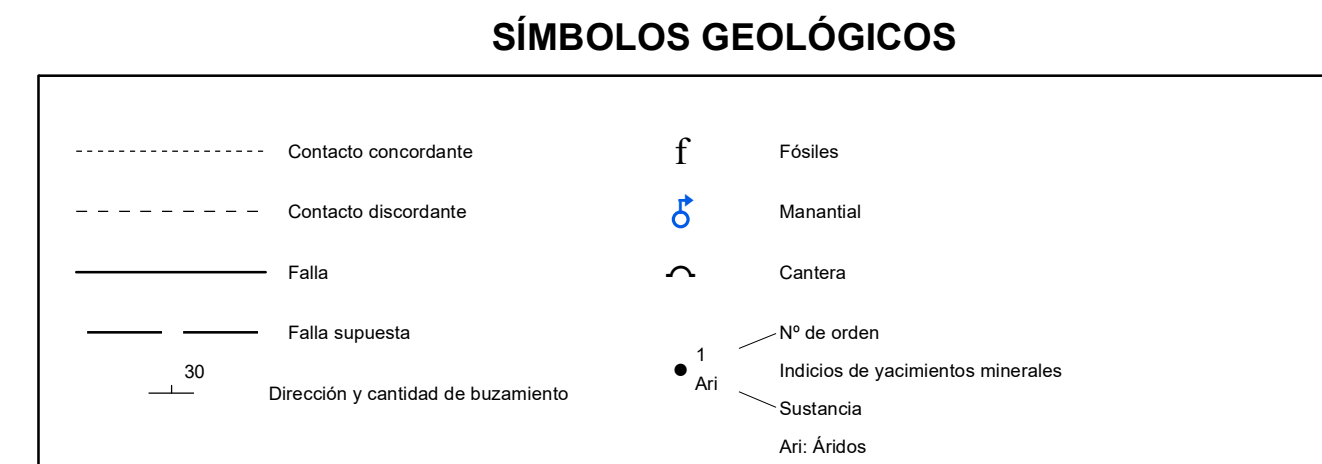 SÍMBOLOS GEOLÓGICOS
Contacto concordante
Contacto discordante
Falla
Falla supuesta
30
Dirección y cantidad de buzamiento
f
Fósiles
Manantial
Cantera
1
Ari
Nº de orden
Indicios de yacimientos minerales
Sustancia
Ari: Áridos